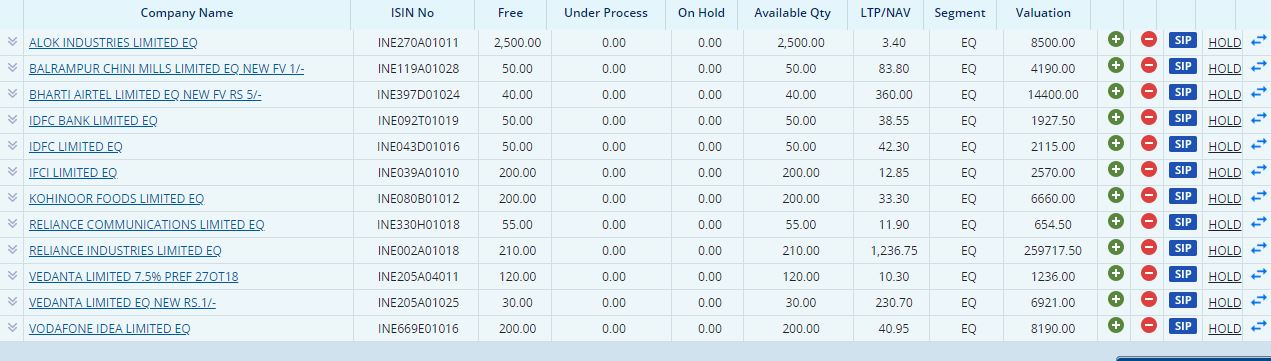 Company Name ISIN No Free Under Process On Hold Available Qty LTP/NAV Segment Valuation
ALOK INDUSTRIES LIMITED EQ INE270A01011 2,500.00 0.00 0.00 2,500.00 3.40 EQ 8500.00 SIP HOLD
BALRAMPUR CHINI MILLS LIMITED EQ NEW FV 1/- INE119A01028 50.00 0.00 0.00 50.00 83.80 EQ 4190.00 SIP HOLD
BHARTI AIRTEL LIMITED EQ NEW FV RS 5/- INE397D01024 40.00 0.00 0.00 40.00 360.00 EQ 14400.00 SIP HOLD
IDFC BANK LIMITED EQ INE092T01019 50.00 0.00 0.00 50.00 38.55 EQ 1927.50 SIP HOLD
IDFC LIMITED EQ INE043D01016 50.00 0.00 0.00 50.00 42.30 EQ 2115.00 SIP HOLD
IFCI LIMITED EQ INE039A01010 200.00 0.00 0.00 200.00 12.85 EQ 2570.00 SIP HOLD
KOHINOOR FOODS LIMITED EQ INE080B01012 200.00 0.00 0.00 200.00 33.30 EQ 6660.00 SIP HOLD
RELIANCE COMMUNICATIONS LIMITED EQ INE330H01018 55.00 0.00 0.00 55.00 11.90 EQ 654.50 SIP HOLD
RELIANCE INDUSTRIES LIMITED EQ INE002A01018 210.00 0.00 0.00 210.00 1,236.75 EQ 259717.50 SIP HOLD
VEDANTA LIMITED 7.5% PREF 27OT18 INE205A04011 120.00 0.00 0.00 120.00 10.30 EQ 1236.00 SIP HOLD
VEDANTA LIMITED EQ NEW RS.1/- INE205A01025 30.00 0.00 0.00 30.00 230.70 EQ 6921.00 SIP HOLD
VODAFONE IDEA LIMITED EQ INE669E01016 200.00 0.00 0.00 200.00 40.95 EQ 8190.00 SIP HOLD